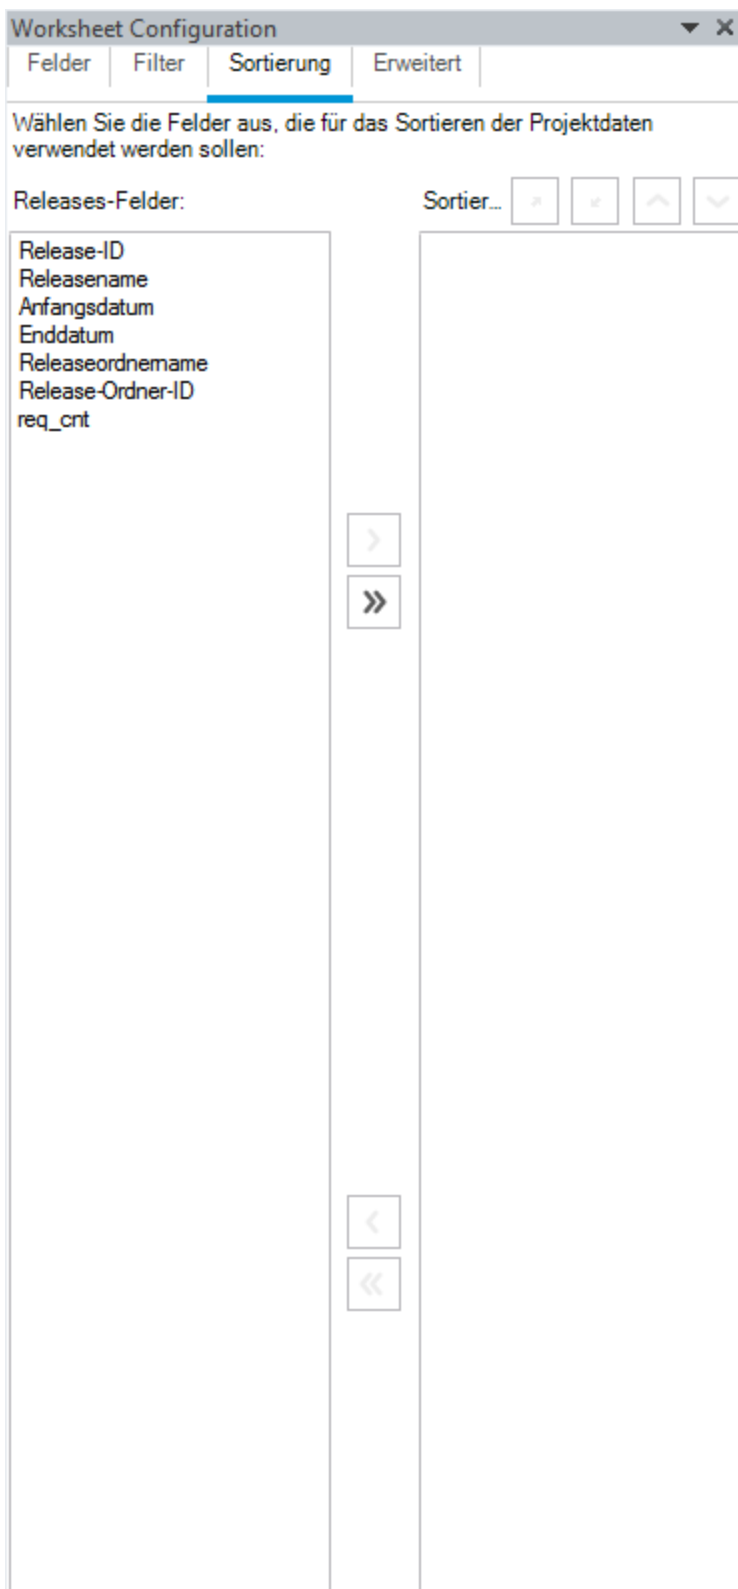 Worksheet Configuration
Felder Filter Sortierung Erweitert
Wählen Sie die Felder aus, die für das Sortieren der Projektdaten
verwendet werden sollen:
Releases-Felder: Sortier...
Release-ID
Releasename
Anfangsdatum
Enddatum
Releaseordnername
Release-Ordner-ID
req_cnt